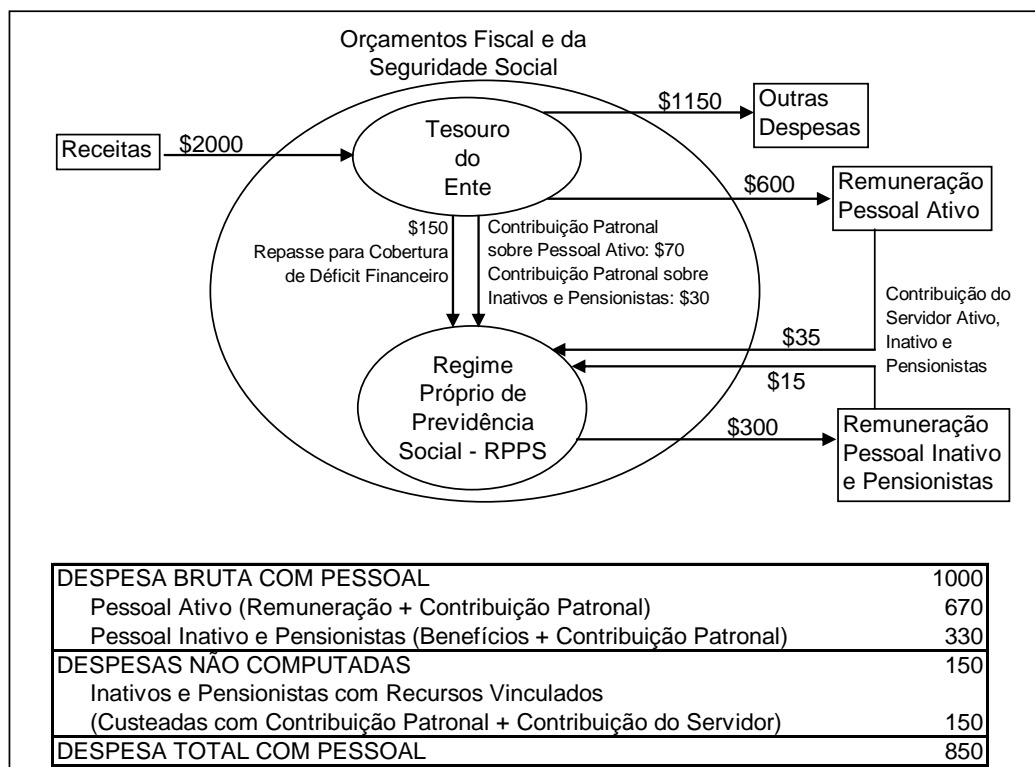 Orçamentos Fiscal e da
Seguridade Social
Receitas
$2000
Tesouro
do
Ente
$1150
Outras
Despesas
$600
Remuneração
Pessoal Ativo
$150
Repasse para Cobertura
de Déficit Financeiro
Contribuição Patronal
sobre Pessoal Ativo: $70
Contribuição Patronal sobre
Inativos e Pensionistas: $30
Contribuição do
Servidor Ativo,
Inativo e
Pensionistas
$35
$15
Regime
Próprio de
Previdência
Social - RPPS
$300
Remuneração
Pessoal Inativo
e Pensionistas
DESPESA BRUTA COM PESSOAL 1000
Pessoal Ativo (Remuneração + Contribuição Patronal) 670
Pessoal Inativo e Pensionistas (Benefícios + Contribuição Patronal) 330
DESPESAS NÃO COMPUTADAS 150
Inativos e Pensionistas com Recursos Vinculados
(Custeadas com Contribuição Patronal + Contribuição do Servidor) 150
DESPESA TOTAL COM PESSOAL 850